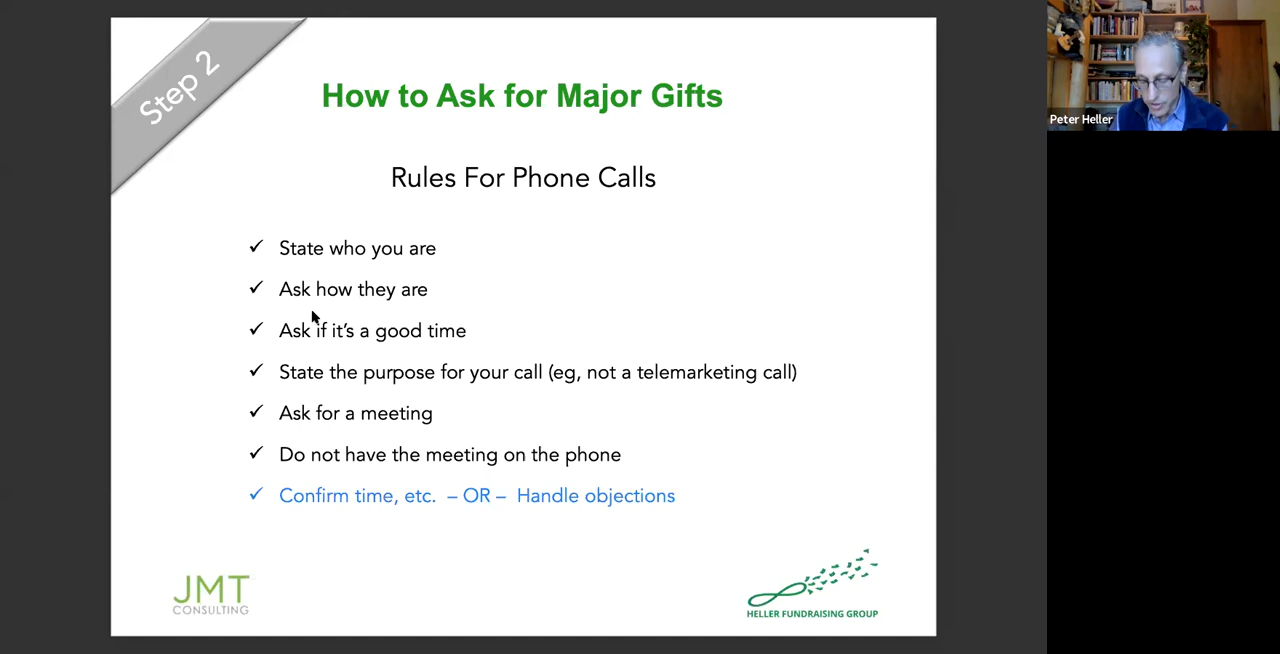 Step 2
How to Ask for Major Gifts
Rules For Phone Calls
✓ State who you are
✓ Ask how they are
✓ Ask if it's a good time
✓ State the purpose for your call (eg, not a telemarketing call)
✓ Ask for a meeting
✓ Do not have the meeting on the phone
✓ Confirm time, etc. – OR – Handle objections
JMT
CONSULTING
HELLER FUNDRAISING GROUP
Peter Heller